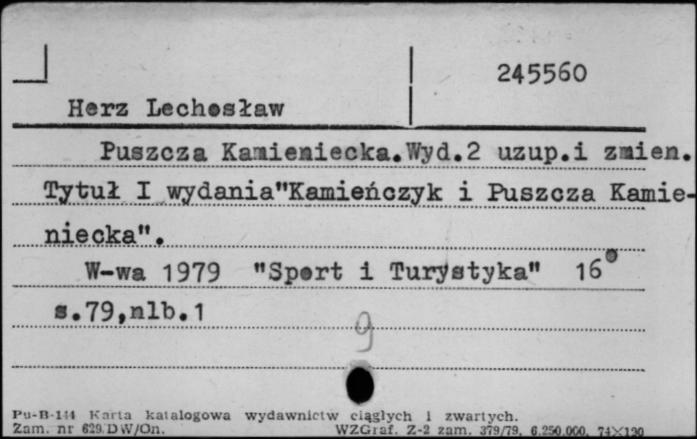 245560
Herz Lechosław
Puszcza Kamieniecka.Wyd.2 uzup.i zmien.
Tytuł I wydania"Kamieńczyk i Puszcza Kamie-
niecka".
W-wa 1979 "Sport i Turystyka" 16°
s.79,nlb.1
9
Pu-B-144 Karta katalogowa wydawnictw ciągłych i zwartych.
Zam. nr 629/DW/On. WZGraf. Z-2 zam. 379/79. 6.250.000. 74×130